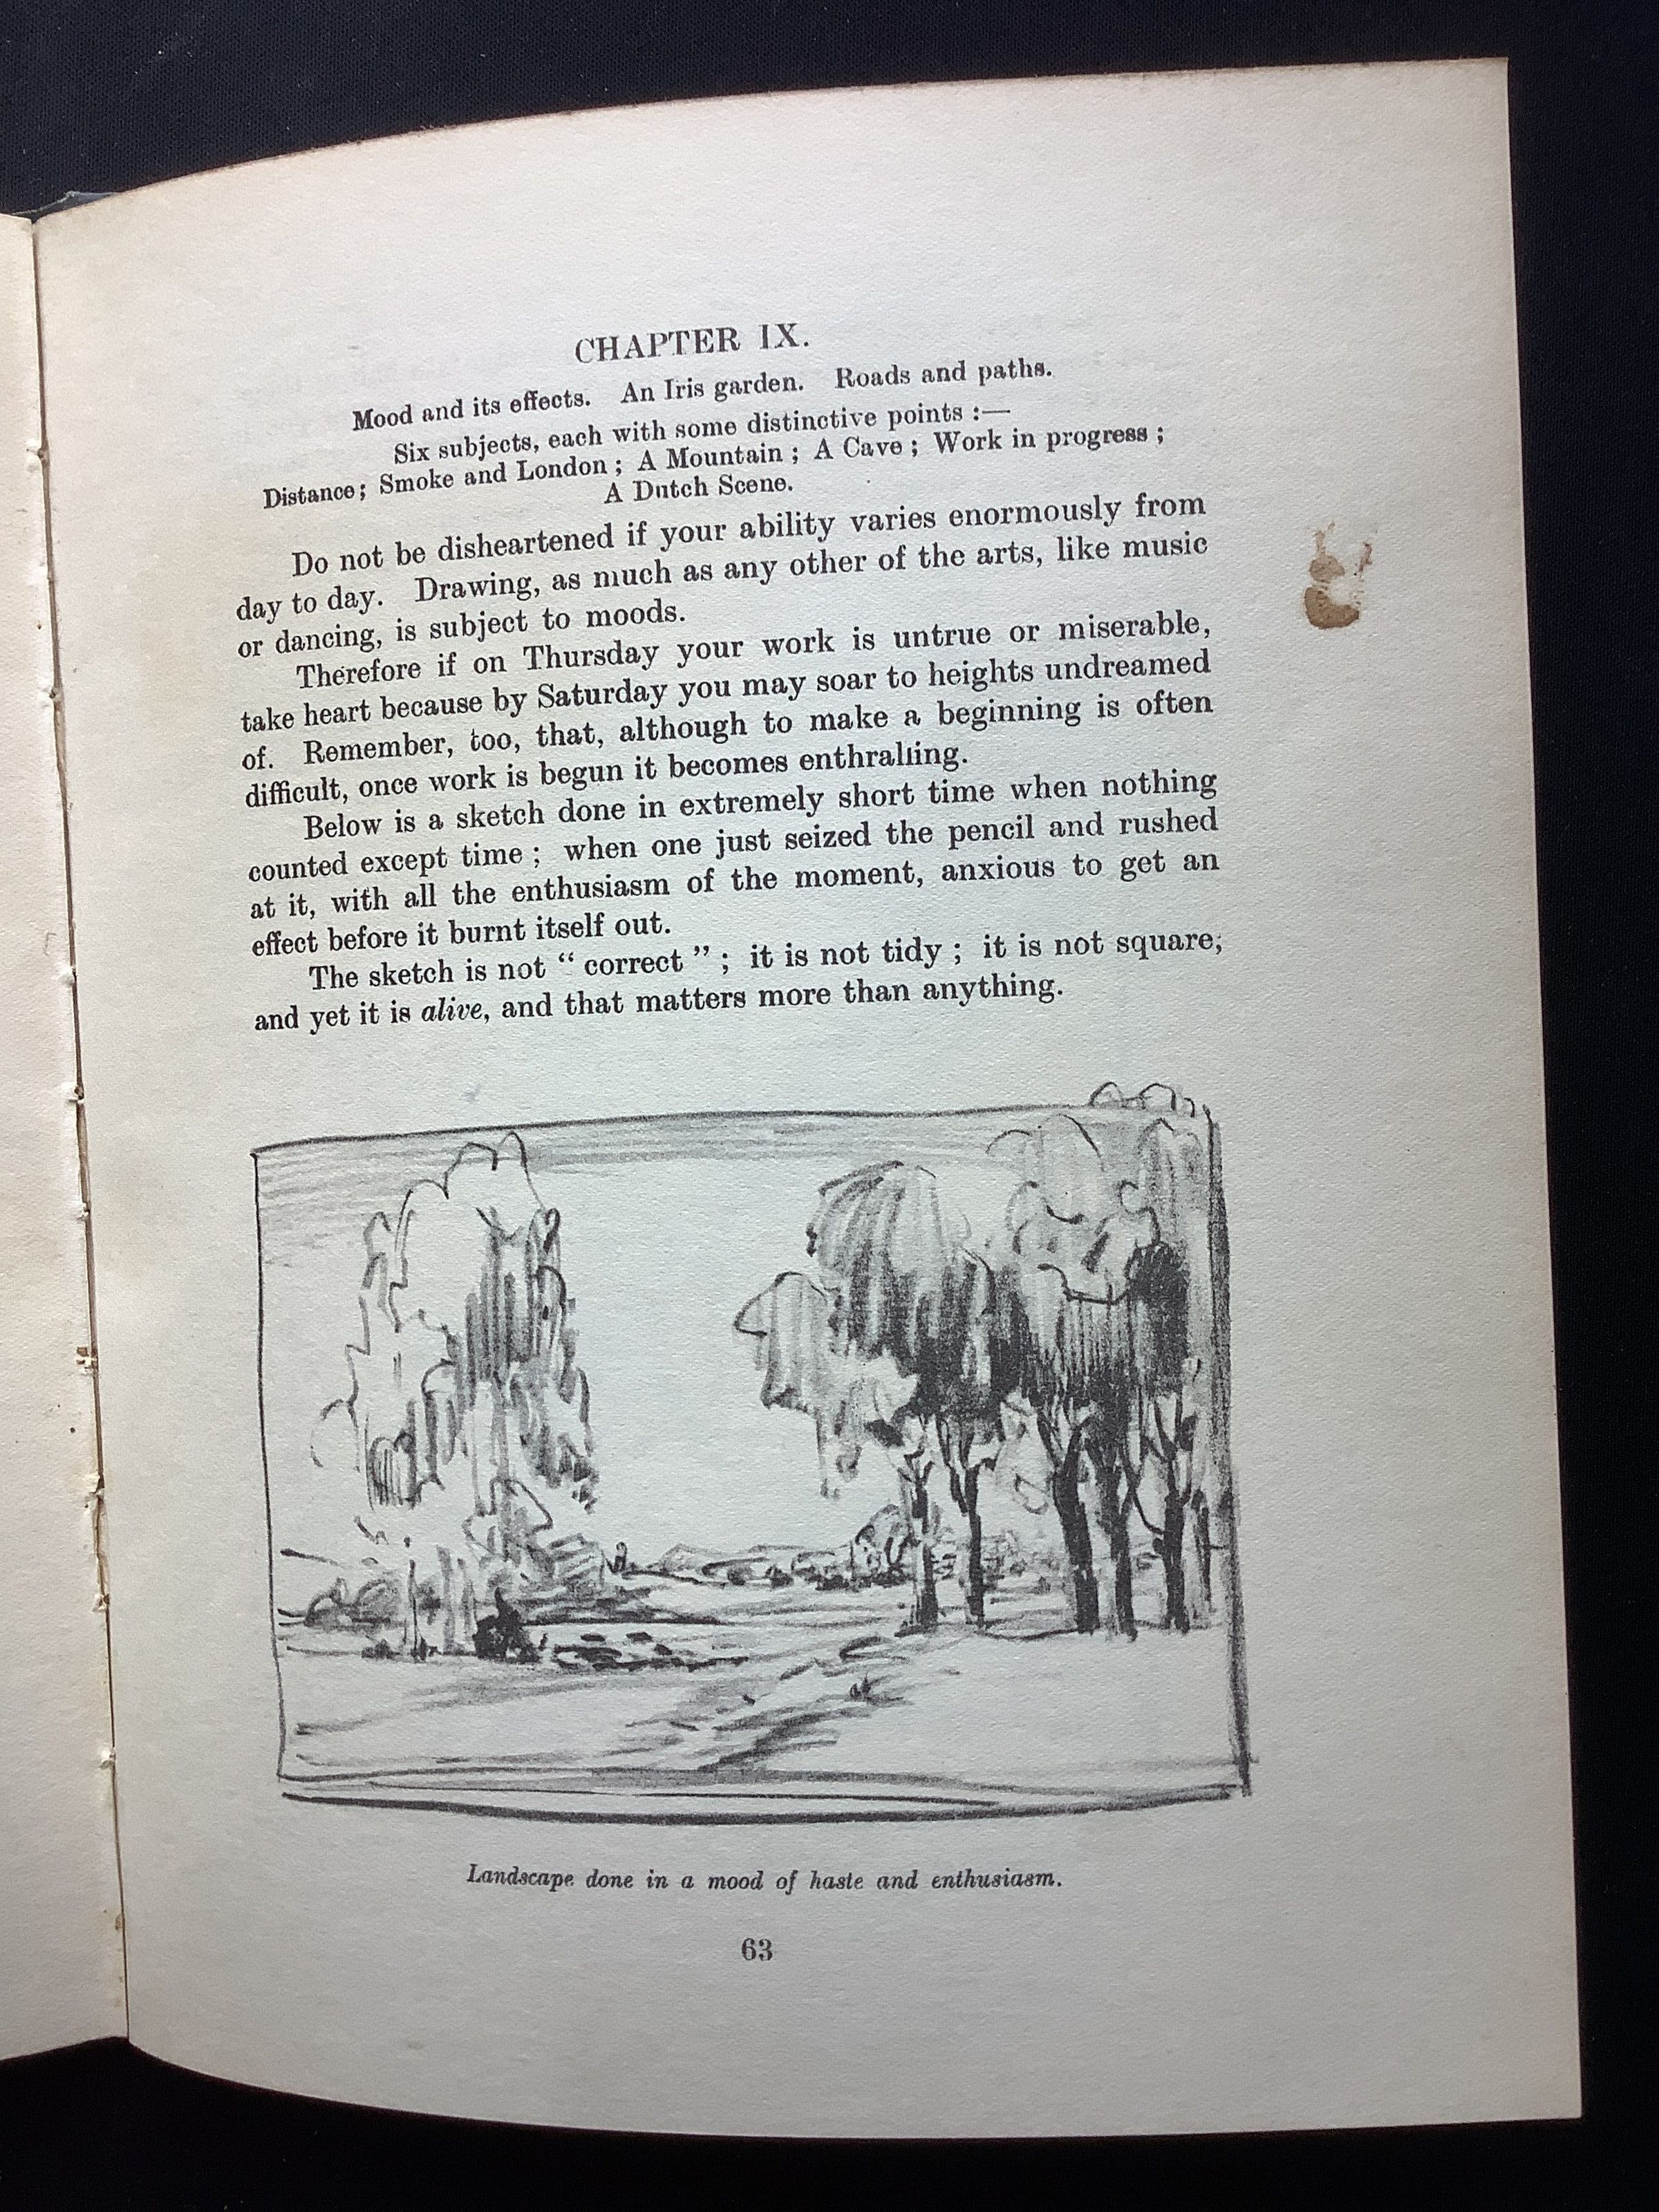 CHAPTER IX.
Mood and its effects. An Iris garden. Roads and paths.
Six subjects, each with some distinctive points :—
Distance; Smoke and London; A Mountain; A Cave; Work in progress;
A Dutch Scene.
Do not be disheartened if your ability varies enormously from
day to day. Drawing, as much as any other of the arts, like music
or dancing, is subject to moods.
Therefore if on Thursday your work is untrue or miserable,
take heart because by Saturday you may soar to heights undreamed
of. Remember, too, that, although to make a beginning is often
difficult, once work is begun it becomes enthralling.
Below is a sketch done in extremely short time when nothing
counted except time ; when one just seized the pencil and rushed
at it, with all the enthusiasm of the moment, anxious to get an
effect before it burnt itself out.
The sketch is not “ correct ” ; it is not tidy ; it is not square;
and yet it is alive, and that matters more than anything.
Landscape done in a mood of haste and enthusiasm.
63